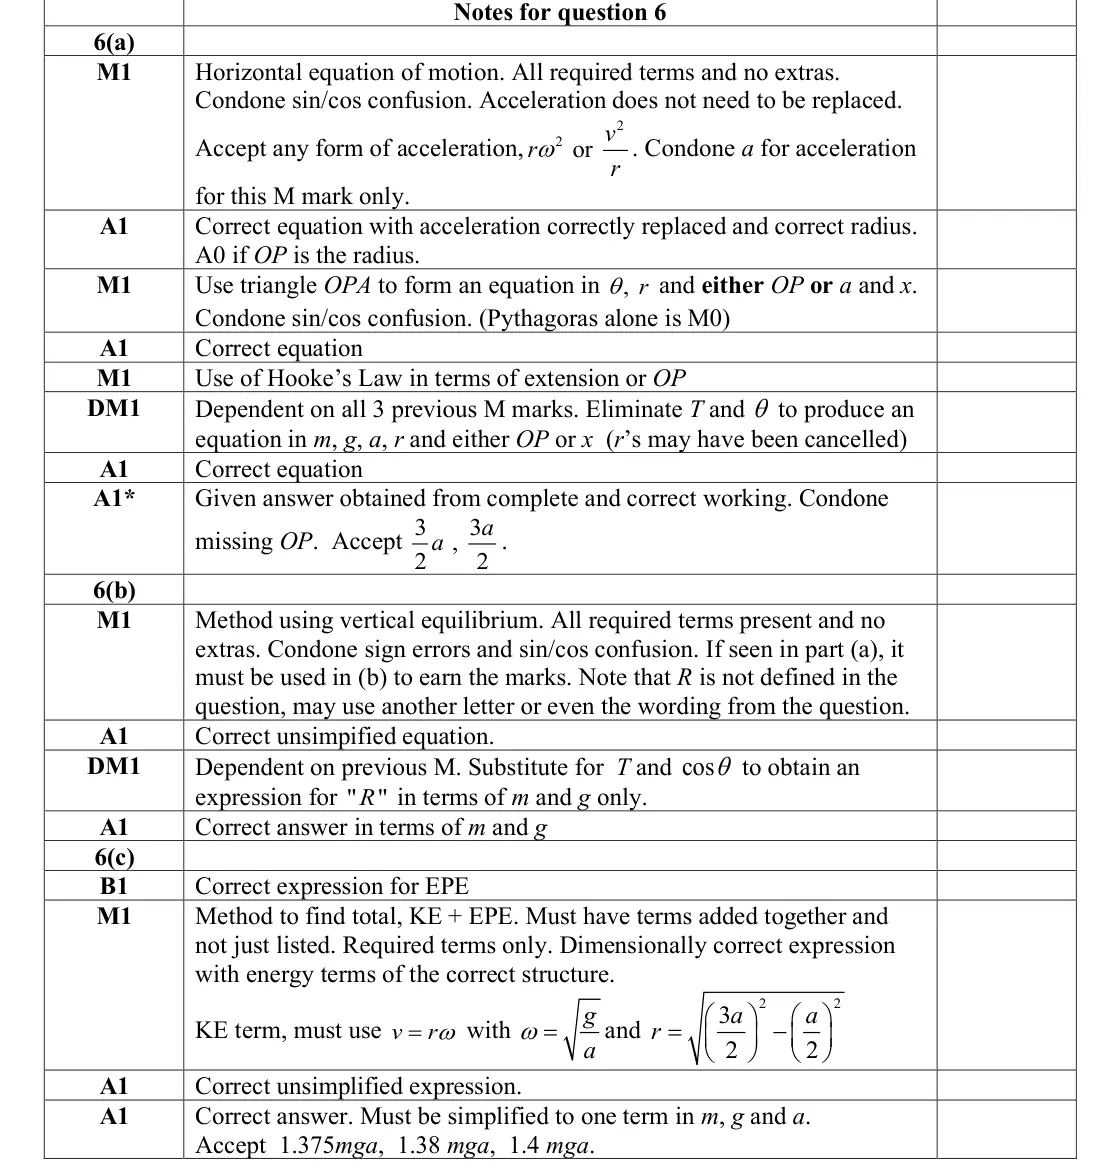 Notes for question 6
6(a)
M1 Horizontal equation of motion. All required terms and no extras.
Condone sin/cos confusion. Acceleration does not need to be replaced.
Accept any form of acceleration, rω² or v²/r. Condone a for acceleration
for this M mark only.
A1 Correct equation with acceleration correctly replaced and correct radius.
A0 if OP is the radius.
M1 Use triangle OPA to form an equation in θ, r and either OP or a and x.
Condone sin/cos confusion. (Pythagoras alone is M0)
A1 Correct equation
M1 Use of Hooke's Law in terms of extension or OP
DM1 Dependent on all 3 previous M marks. Eliminate T and θ to produce an
equation in m, g, a, r and either OP or x (r's may have been cancelled)
A1 Correct equation
A1* Given answer obtained from complete and correct working. Condone
missing OP. Accept 3/2 a , 3a/2 .
6(b)
M1 Method using vertical equilibrium. All required terms present and no
extras. Condone sign errors and sin/cos confusion. If seen in part (a), it
must be used in (b) to earn the marks. Note that R is not defined in the
question, may use another letter or even the wording from the question.
A1 Correct unsimpified equation.
DM1 Dependent on previous M. Substitute for T and cosθ to obtain an
expression for "R" in terms of m and g only.
A1 Correct answer in terms of m and g
6(c)
B1 Correct expression for EPE
M1 Method to find total, KE + EPE. Must have terms added together and
not just listed. Required terms only. Dimensionally correct expression
with energy terms of the correct structure.
KE term, must use v = rω with ω = √(g/a) and r = √((3a/2)² − (a/2)²)
A1 Correct unsimplified expression.
A1 Correct answer. Must be simplified to one term in m, g and a.
Accept 1.375mga, 1.38 mga, 1.4 mga.